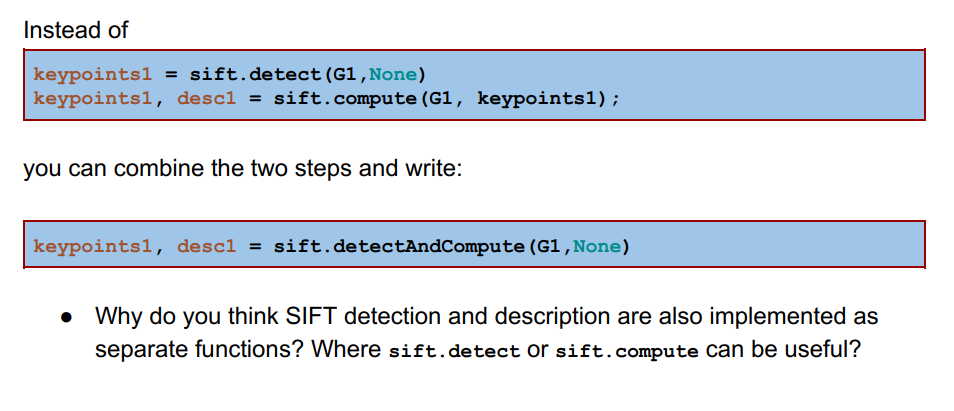 Instead of
keypoints1 = sift.detect(G1,None)
keypoints1, desc1 = sift.compute(G1, keypoints1);
you can combine the two steps and write:
keypoints1, desc1 = sift.detectAndCompute(G1,None)
● Why do you think SIFT detection and description are also implemented as
separate functions? Where sift.detect or sift.compute can be useful?